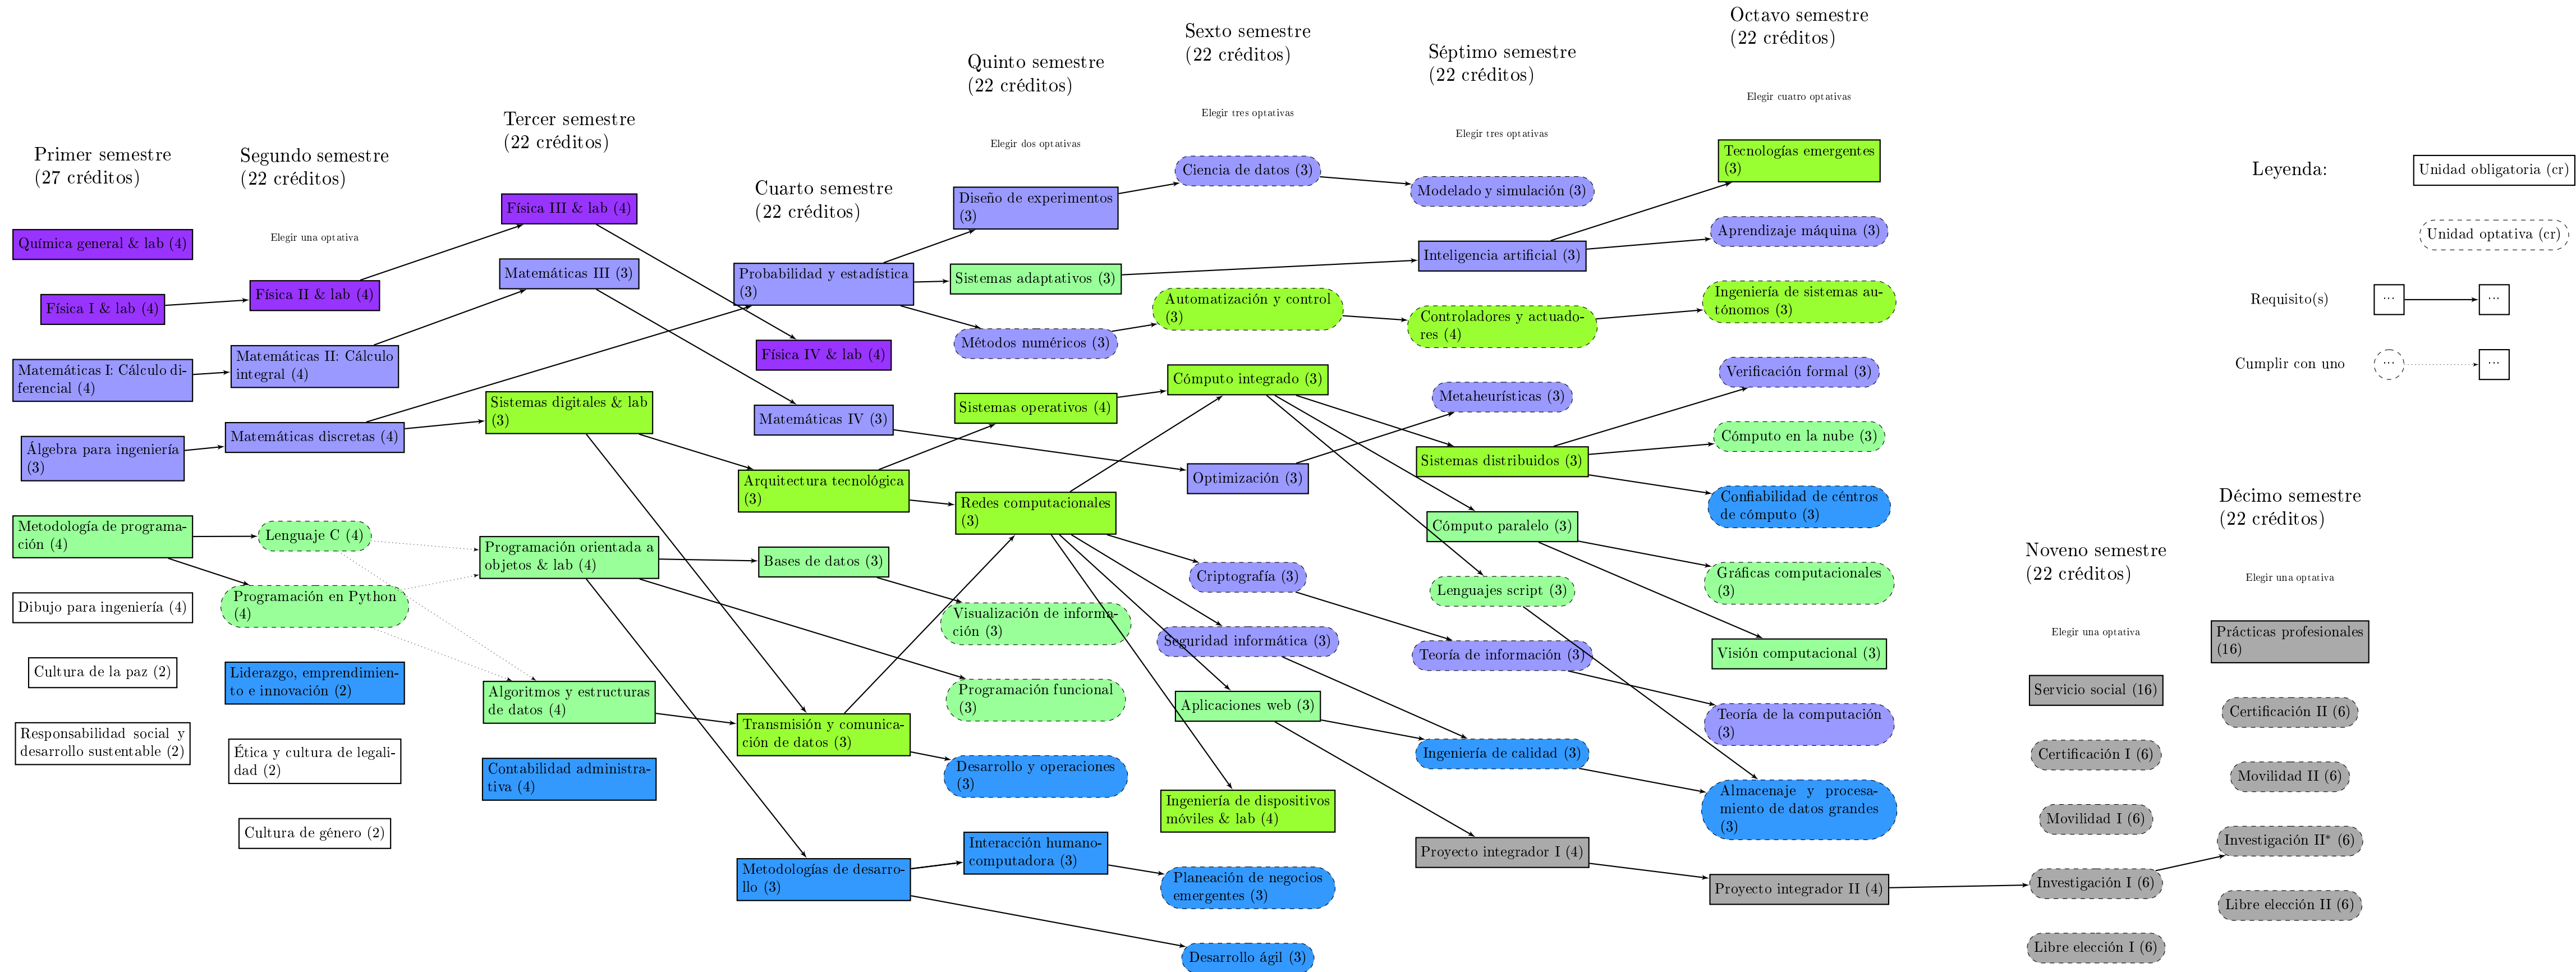 Primer semestre
(27 créditos)
Química general & lab (4)
Física I & lab (4)
Matemáticas I: Cálculo di-
ferencial (4)
Álgebra para ingeniería
(3)
Metodología de programa-
ción (4)
Dibujo para ingeniería (4)
Cultura de la paz (2)
Responsabilidad social y
desarrollo sustentable (2)
Segundo semestre
(22 créditos)
Elegir una optativa
Física II & lab (4)
Matemáticas II: Cálculo
integral (4)
Matemáticas discretas (4)
Lenguaje C (4)
Programación en Python
(4)
Liderazgo, emprendimien-
to e innovación (2)
Ética y cultura de legali-
dad (2)
Cultura de género (2)
Tercer semestre
(22 créditos)
Física III & lab (4)
Matemáticas III (3)
Sistemas digitales & lab
(3)
Programación orientada a
objetos & lab (4)
Algoritmos y estructuras
de datos (4)
Contabilidad administra-
tiva (4)
Cuarto semestre
(22 créditos)
Probabilidad y estadística
(3)
Física IV & lab (4)
Matemáticas IV (3)
Arquitectura tecnológica
(3)
Bases de datos (3)
Transmisión y comunica-
ción de datos (3)
Metodologías de desarro-
llo (3)
Quinto semestre
(22 créditos)
Elegir dos optativas
Diseño de experimentos
(3)
Sistemas adaptativos (3)
Métodos numéricos (3)
Sistemas operativos (4)
Redes computacionales
(3)
Visualización de informa-
ción (3)
Programación funcional
(3)
Desarrollo y operaciones
(3)
Interacción humano-
computadora (3)
Sexto semestre
(22 créditos)
Elegir tres optativas
Ciencia de datos (3)
Automatización y control
(3)
Cómputo integrado (3)
Optimización (3)
Criptografía (3)
Seguridad informática (3)
Aplicaciones web (3)
Ingeniería de dispositivos
móviles & lab (4)
Planeación de negocios
emergentes (3)
Desarrollo ágil (3)
Séptimo semestre
(22 créditos)
Elegir tres optativas
Modelado y simulación (3)
Inteligencia artificial (3)
Controladores y actuado-
res (4)
Metaheurísticas (3)
Sistemas distribuidos (3)
Cómputo paralelo (3)
Lenguajes script (3)
Teoría de información (3)
Ingeniería de calidad (3)
Proyecto integrador I (4)
Octavo semestre
(22 créditos)
Elegir cuatro optativas
Tecnologías emergentes
(3)
Aprendizaje máquina (3)
Ingeniería de sistemas au-
tónomos (3)
Verificación formal (3)
Cómputo en la nube (3)
Confiabilidad de céntros
de cómputo (3)
Gráficas computacionales
(3)
Visión computacional (3)
Teoría de la computación
(3)
Almacenaje y procesa-
miento de datos grandes
(3)
Proyecto integrador II (4)
Noveno semestre
(22 créditos)
Elegir una optativa
Servicio social (16)
Certificación I (6)
Movilidad I (6)
Investigación I (6)
Libre elección I (6)
Décimo semestre
(22 créditos)
Elegir una optativa
Prácticas profesionales
(16)
Certificación II (6)
Movilidad II (6)
Investigación II* (6)
Libre elección II (6)
Leyenda:
Unidad obligatoria (cr)
Unidad optativa (cr)
Requisito(s)
...
...
Cumplir con uno
...
...